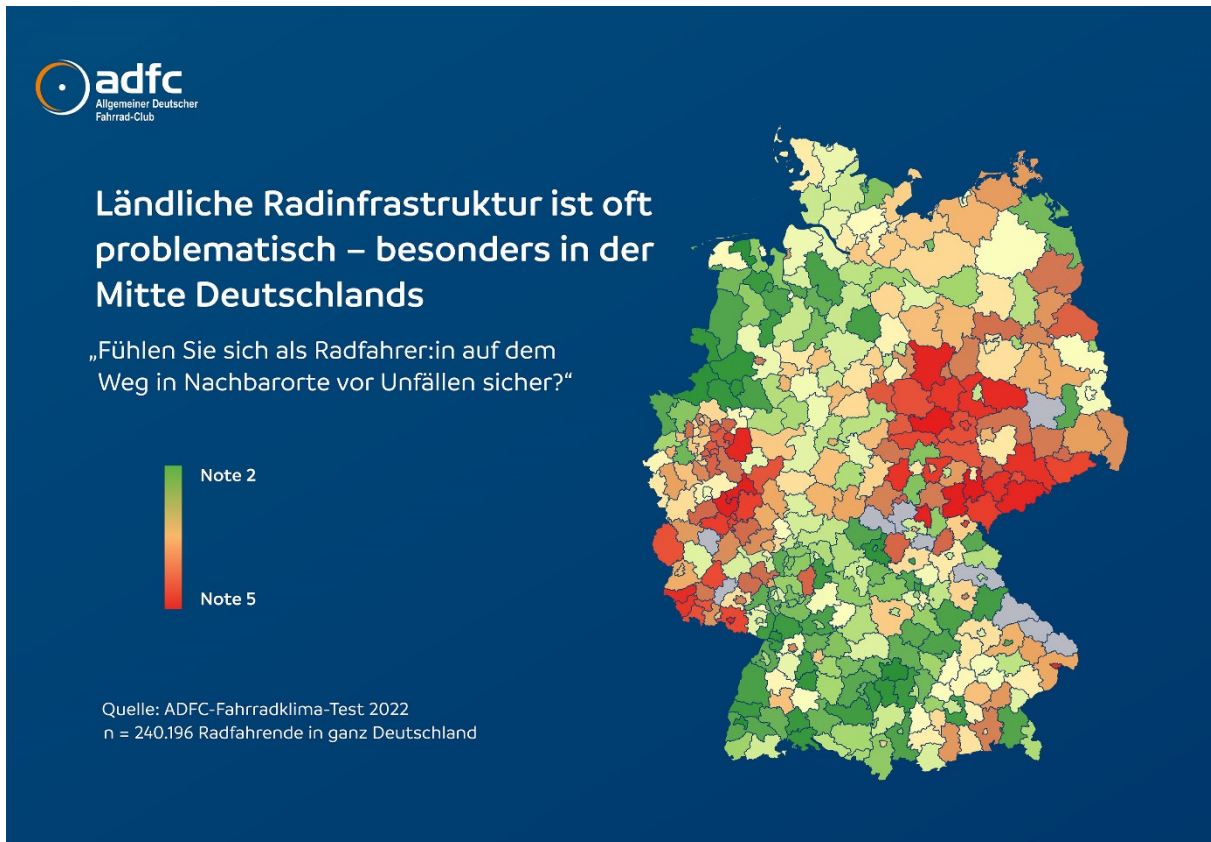 adfc
Allgemeiner Deutscher
Fahrrad-Club
Ländliche Radinfrastruktur ist oft
problematisch – besonders in der
Mitte Deutschlands
„Fühlen Sie sich als Radfahrer:in auf dem
Weg in Nachbarorte vor Unfällen sicher?“
Note 2
Note 5
Quelle: ADFC-Fahrradklima-Test 2022
n = 240.196 Radfahrende in ganz Deutschland